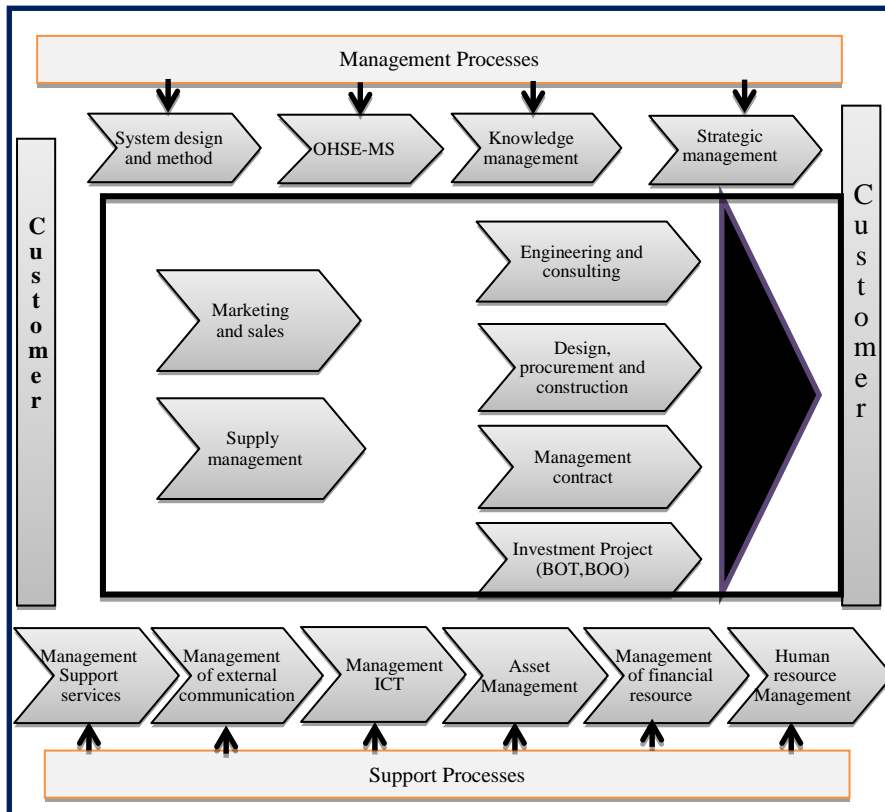 Management Processes
System design
and method
OHSE-MS
Knowledge
management
Strategic
management
Customer
Customer
Marketing
and sales
Supply
management
Engineering and
consulting
Design,
procurement and
construction
Management
contract
Investment Project
(BOT,BOO)
Management
Support
services
Management
of external
communication
Management
ICT
Asset
Management
Management
of financial
resource
Human
resource
Management
Support Processes